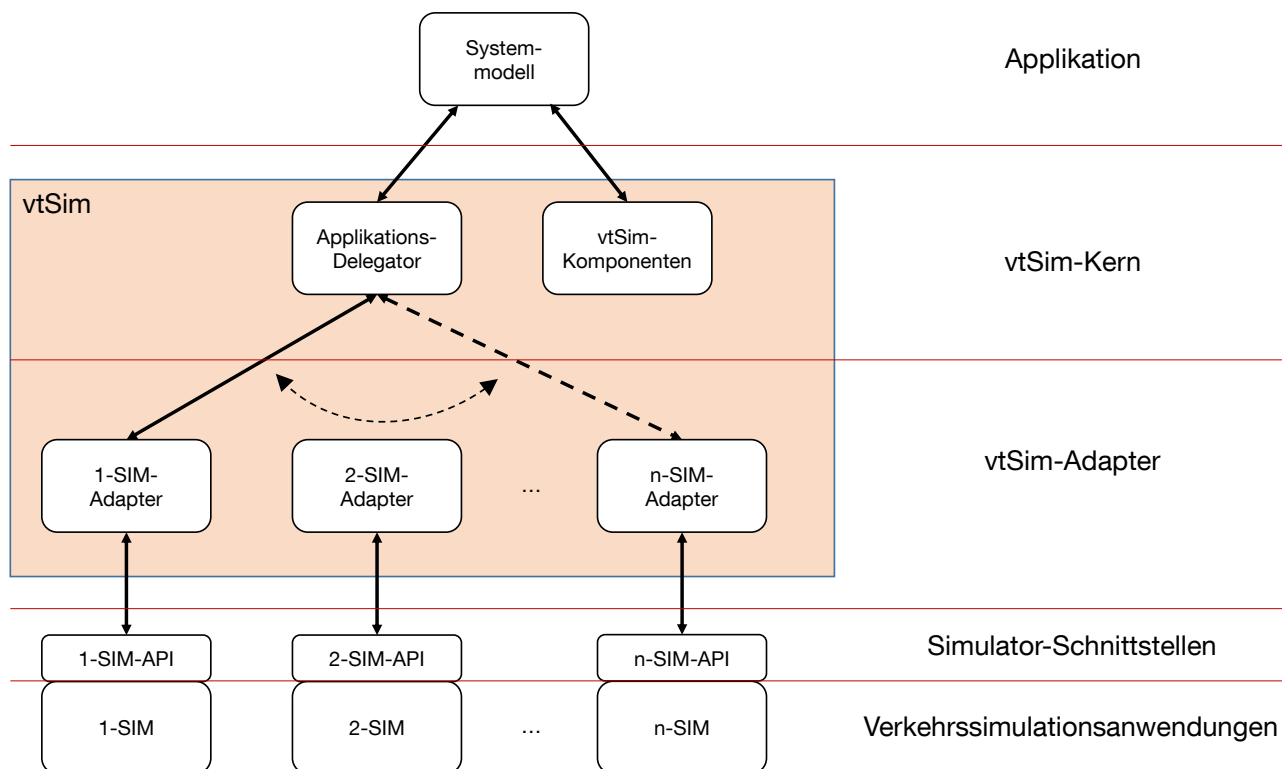 System-
modell
Applikation
vtSim
Applikations-
Delegator
vtSim-
Komponenten
vtSim-Kern
1-SIM-
Adapter
2-SIM-
Adapter
...
n-SIM-
Adapter
vtSim-Adapter
1-SIM-API
2-SIM-API
n-SIM-API
Simulator-Schnittstellen
1-SIM
2-SIM
...
n-SIM
Verkehrssimulationsanwendungen